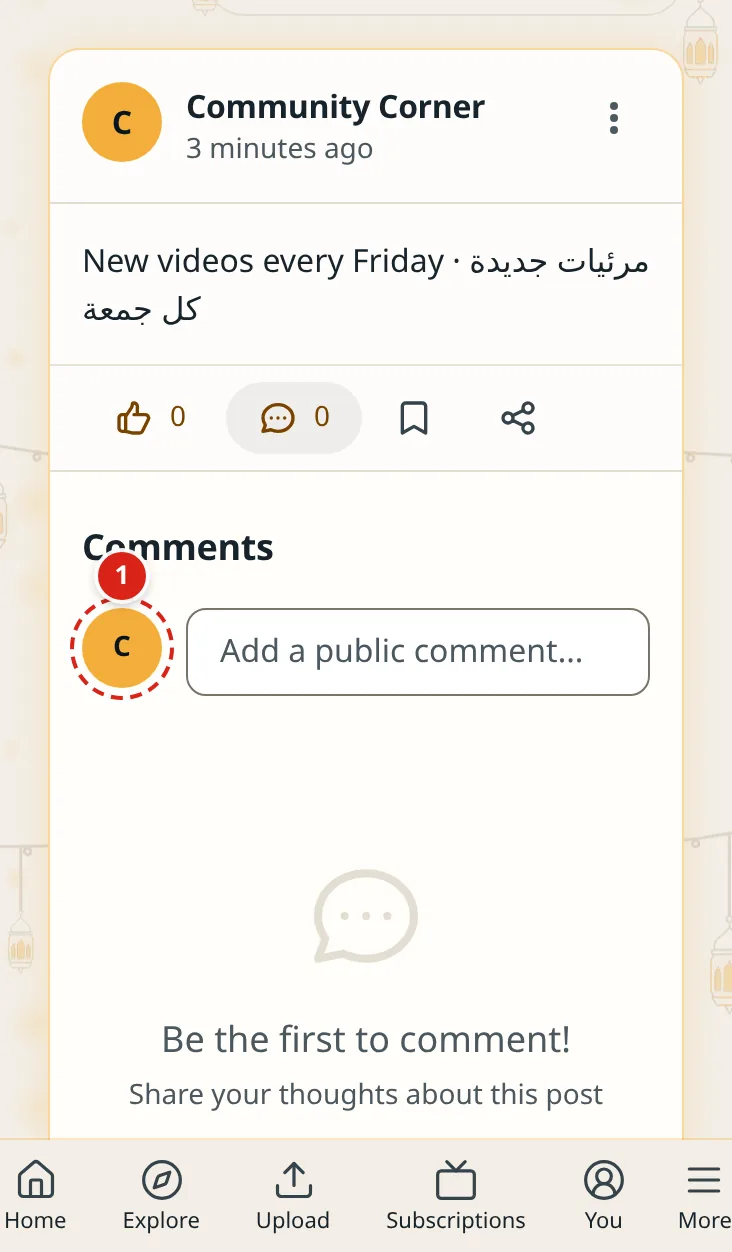 C
Community Corner
3 minutes ago
New videos every Friday · مرئيات جديدة
كل جمعة
0
0
Comments
1
C
Add a public comment...
Be the first to comment!
Share your thoughts about this post
Home
Explore
Upload
Subscriptions
You
More